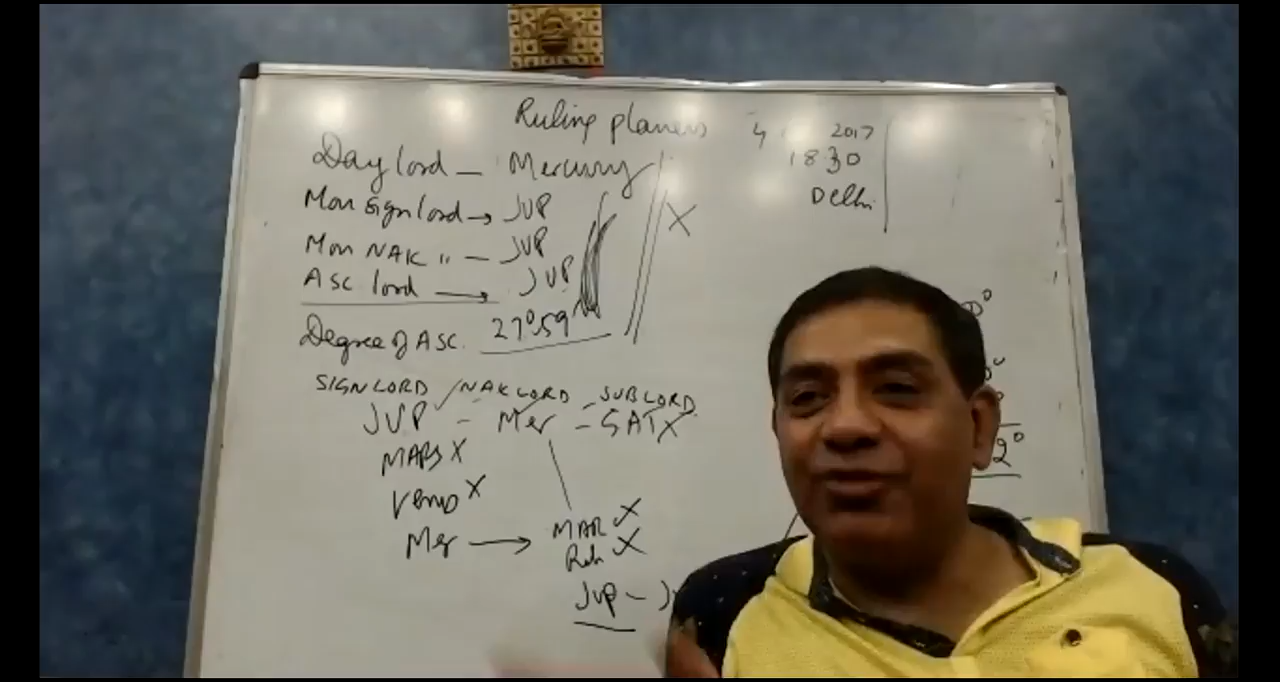 Ruling planets
4 2017
1830
Delhi
Day lord - Mercury
Mon Sign lord → JUP
Mon NAK " - JUP
X
ASC lord → JUP
Degree of ASC. 27°59
SIGN LORD / NAK LORD - SUB LORD
JUP - Mer - SAT X
MARS X
Venus X
Mer → MAR X
Rah X
JUP -
2°